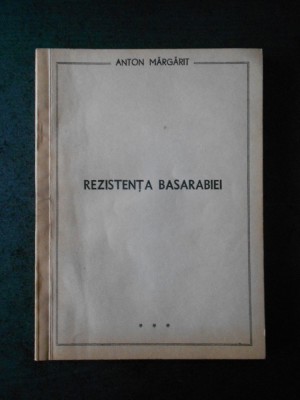 ANTON MĂRGĂRIT
REZISTENȚA BASARABIEI
* * *